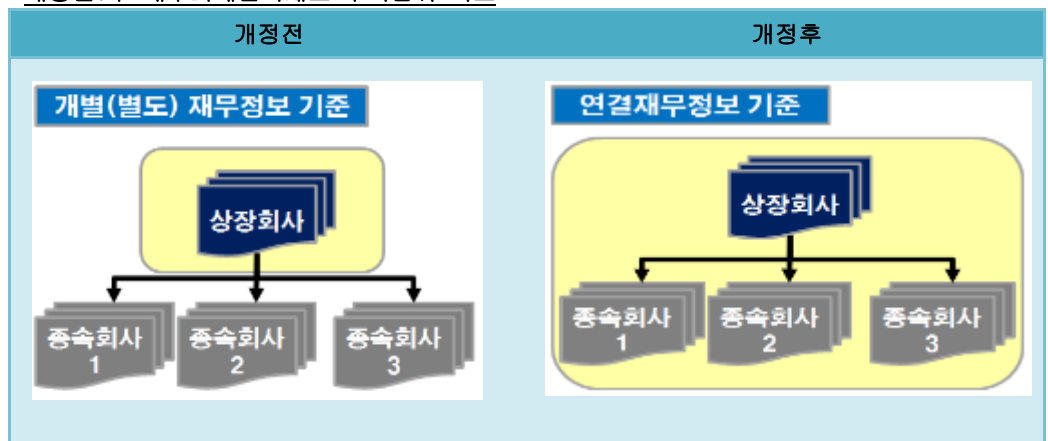 개정전
개정후
개별(별도) 재무정보 기준
연결재무정보 기준
상장회사
종속회사
1
종속회사
2
종속회사
3
상장회사
종속회사
1
종속회사
2
종속회사
3